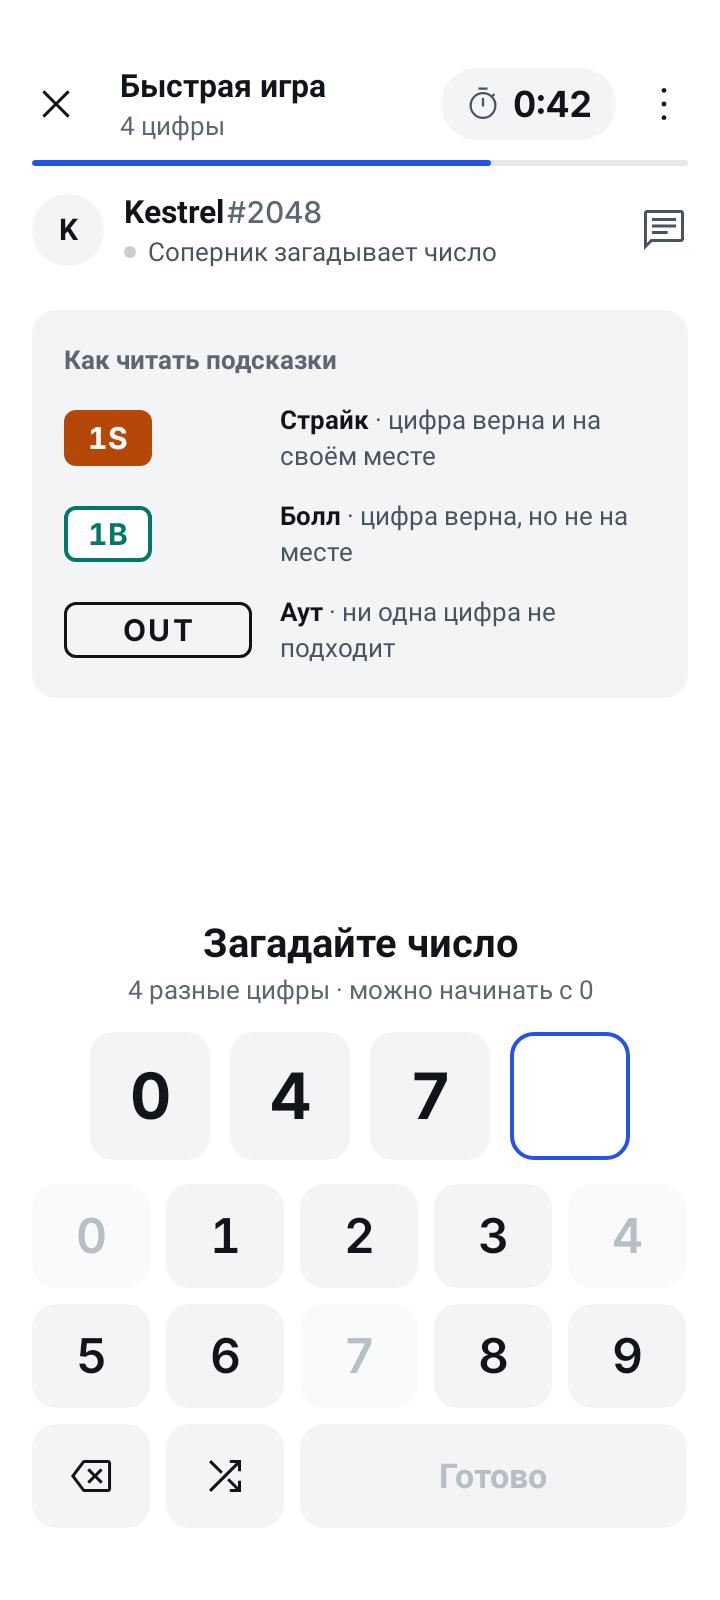 Быстрая игра
4 цифры
0:42
K
Kestrel#2048
Соперник загадывает число
Как читать подсказки
1S
Страйк · цифра верна и на
своём месте
1B
Болл · цифра верна, но не на
месте
OUT
Аут · ни одна цифра не
подходит
Загадайте число
4 разные цифры · можно начинать с 0
0 4 7
0 1 2 3 4
5 6 7 8 9
Готово